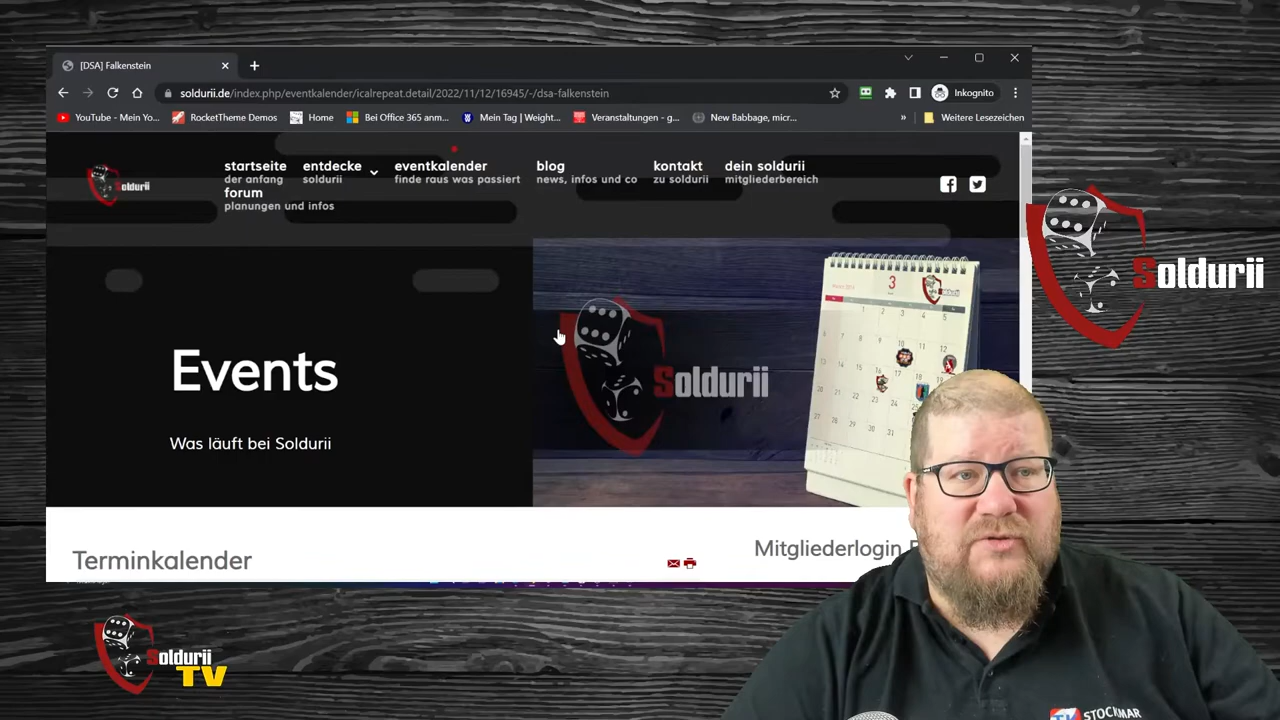 [DSA] Falkenstein
soldurii.de/index.php/eventkalender/icalrepeat.detail/2022/11/12/16945/-/dsa-falkenstein
Inkognito
YouTube - Mein Yo...
RocketTheme Demos
Home
Bei Office 365 anm...
Mein Tag | Weight...
Veranstaltungen - g...
New Babbage, micr...
»
Weitere Lesezeichen
Soldurii
startseite
der anfang
entdecke
soldurii
eventkalender
finde raus was passiert
blog
news, infos und co
kontakt
zu soldurii
dein soldurii
mitgliederbereich
forum
planungen und infos
Soldurii
Events
Was läuft bei Soldurii
Soldurii
3
Terminkalender
Mitgliederlogin
Soldurii
TV
STOCKMAR